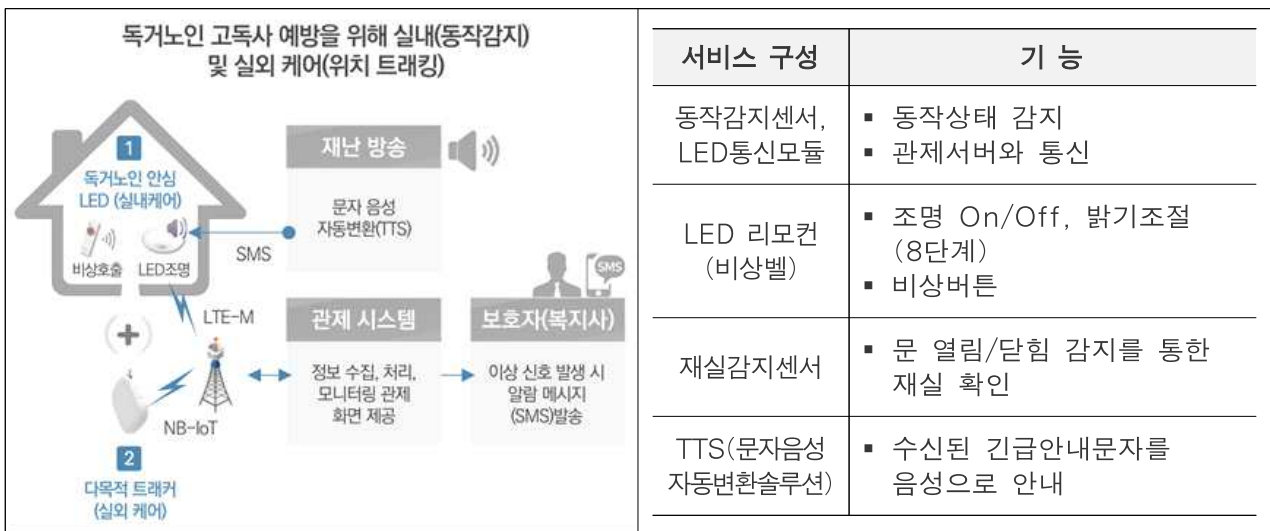 독거노인 고독사 예방을 위해 실내(동작감지)
및 실외 케어(위치 트래킹)
1
독거노인 안심
LED (실내케어)
비상호출
LED조명
재난 방송
문자 음성
자동변환(TTS)
SMS
SMS
LTE-M
관제 시스템
정보 수집, 처리,
모니터링 관제
화면 제공
보호자(복지사)
이상 신호 발생 시
알람 메시지
(SMS)발송
(+)
NB-IoT
2
다목적 트래커
(실외 케어)
서비스 구성
기 능
동작감지센서,
LED통신모듈
▪ 동작상태 감지
▪ 관제서버와 통신
LED 리모컨
(비상벨)
▪ 조명 On/Off, 밝기조절
(8단계)
▪ 비상버튼
재실감지센서
▪ 문 열림/닫힘 감지를 통한
재실 확인
TTS(문자음성
자동변환솔루션)
▪ 수신된 긴급안내문자를
음성으로 안내